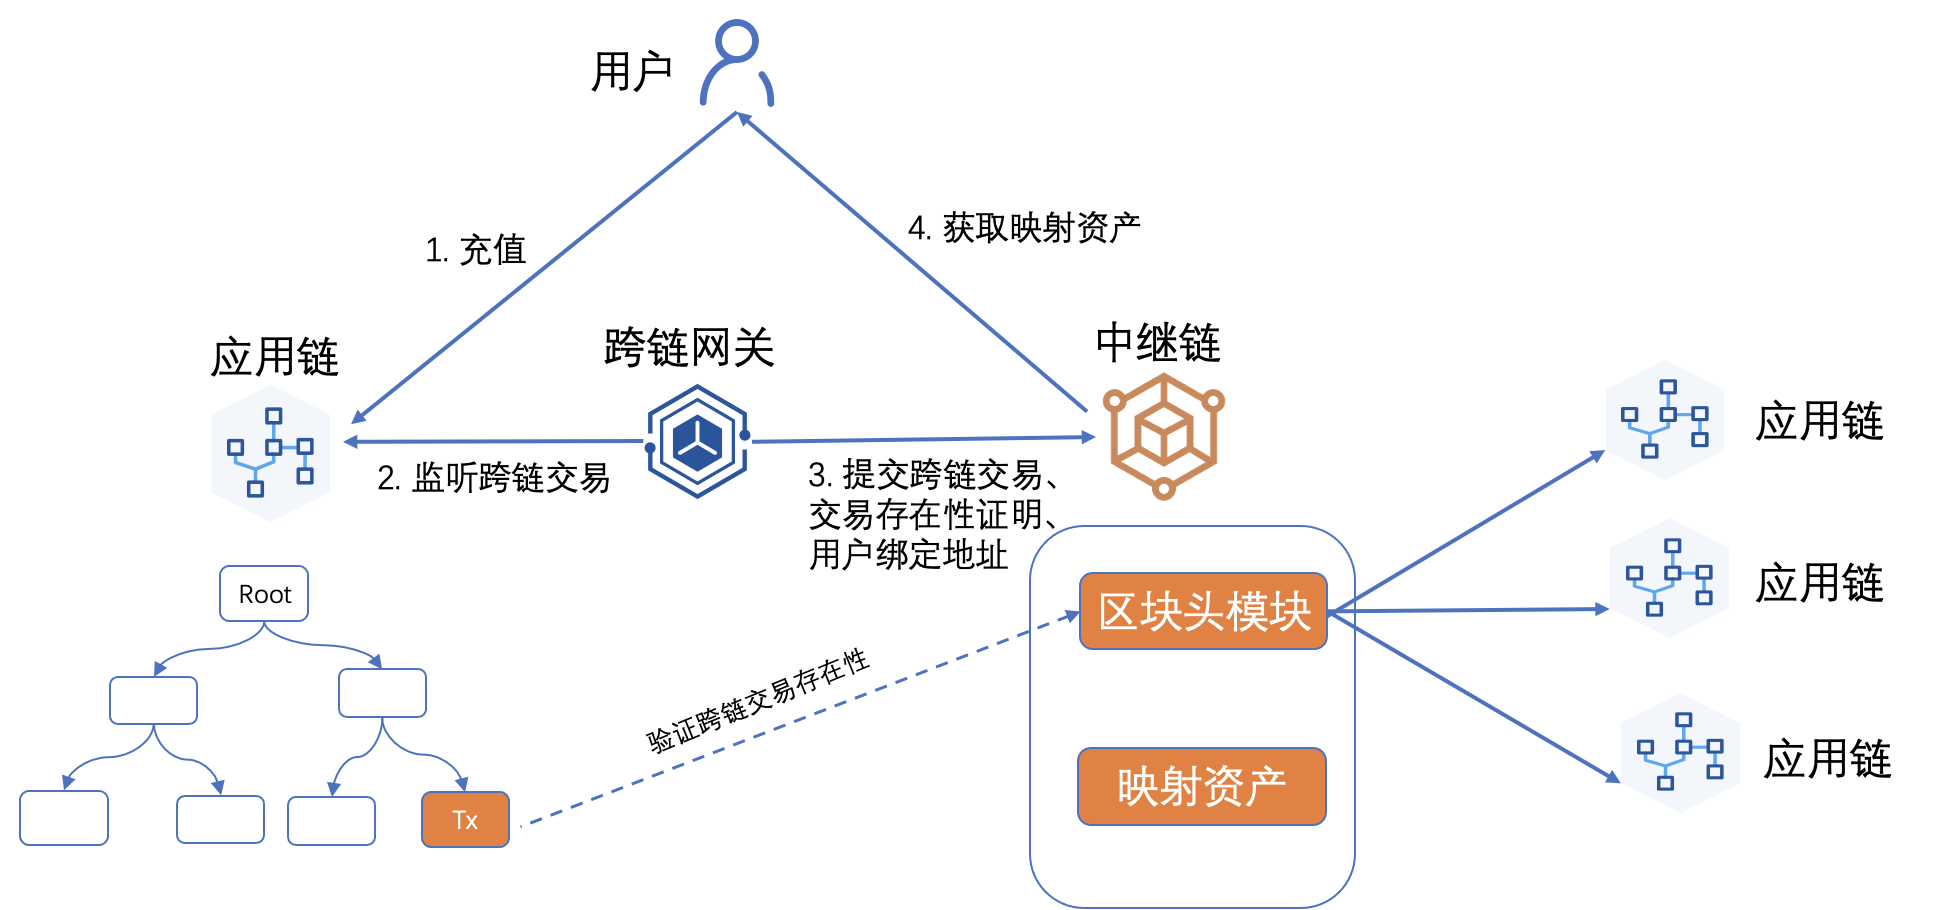 用户
1. 充值
4. 获取映射资产
应用链
跨链网关
中继链
2. 监听跨链交易
3. 提交跨链交易、
交易存在性证明、
用户绑定地址
应用链
应用链
应用链
Root
Tx
验证跨链交易存在性
区块头模块
映射资产